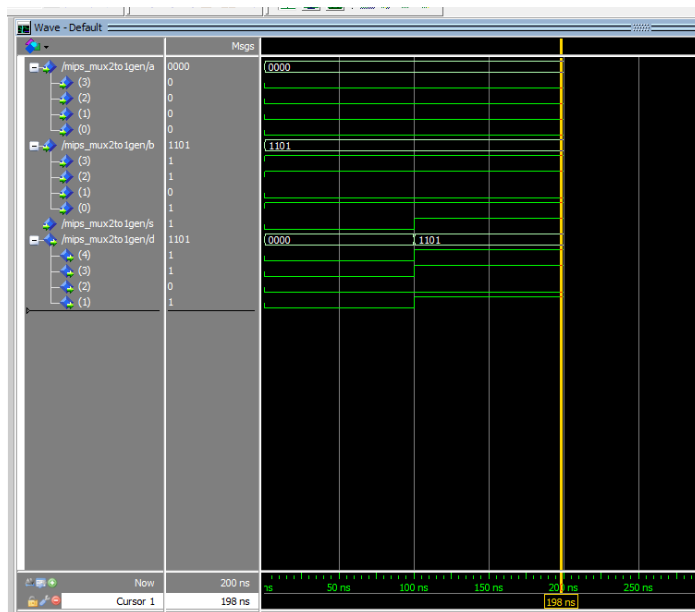 Wave - Default
Msgs
/mips_mux2to1gen/a 0000 0000
(3) 0
(2) 0
(1) 0
(0) 0
/mips_mux2to1gen/b 1101 1101
(3) 1
(2) 1
(1) 0
(0) 1
/mips_mux2to1gen/s 1
/mips_mux2to1gen/d 1101 0000 1101
(4) 1
(3) 1
(2) 0
(1) 1
Now 200 ns ns 50 ns 100 ns 150 ns 200 ns 250 ns
Cursor 1 198 ns 198 ns